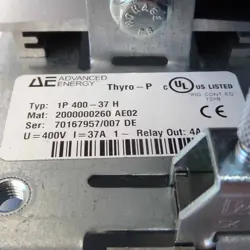 AE ADVANCED
ENERGY
Thyro-P
c UL US LISTED
IND. CONT. EQ.
Typ: 1P 400-37 H
Mat: 2000000260 AE02
Ser: 70167957/007 DE
U=400V I=37A 1~ Relay Out: 4A